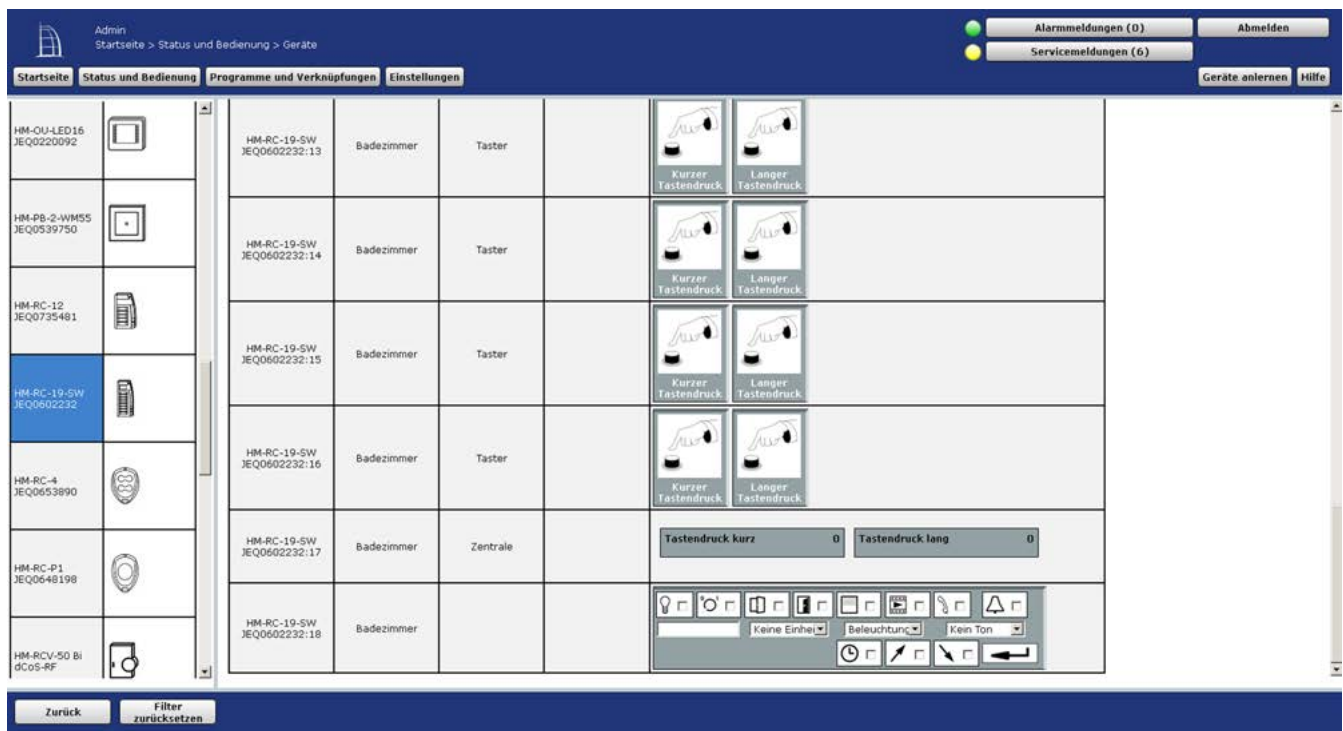 Admin
Startseite > Status und Bedienung > Geräte
Alarmmeldungen (0)
Abmelden
Servicemeldungen (6)
Startseite
Status und Bedienung
Programme und Verknüpfungen
Einstellungen
Geräte anlernen
Hilfe
HM-OU-LED16
JEQ0220092
HM-PB-2-WM55
JEQ0539750
HM-RC-12
JEQ0735481
HM-RC-19-SW
JEQ0602232
HM-RC-4
JEQ0653890
HM-RC-P1
JEQ0648198
HM-RCV-50 Bi
dCoS-RF
HM-RC-19-SW
JEQ0602232:13
Badezimmer
Taster
Kurzer
Tastendruck
Langer
Tastendruck
HM-RC-19-SW
JEQ0602232:14
Badezimmer
Taster
Kurzer
Tastendruck
Langer
Tastendruck
HM-RC-19-SW
JEQ0602232:15
Badezimmer
Taster
Kurzer
Tastendruck
Langer
Tastendruck
HM-RC-19-SW
JEQ0602232:16
Badezimmer
Taster
Kurzer
Tastendruck
Langer
Tastendruck
HM-RC-19-SW
JEQ0602232:17
Badezimmer
Zentrale
Tastendruck kurz 0
Tastendruck lang 0
HM-RC-19-SW
JEQ0602232:18
Badezimmer
Keine Einhei
Beleuchtung
Kein Ton
Zurück
Filter
zurücksetzen